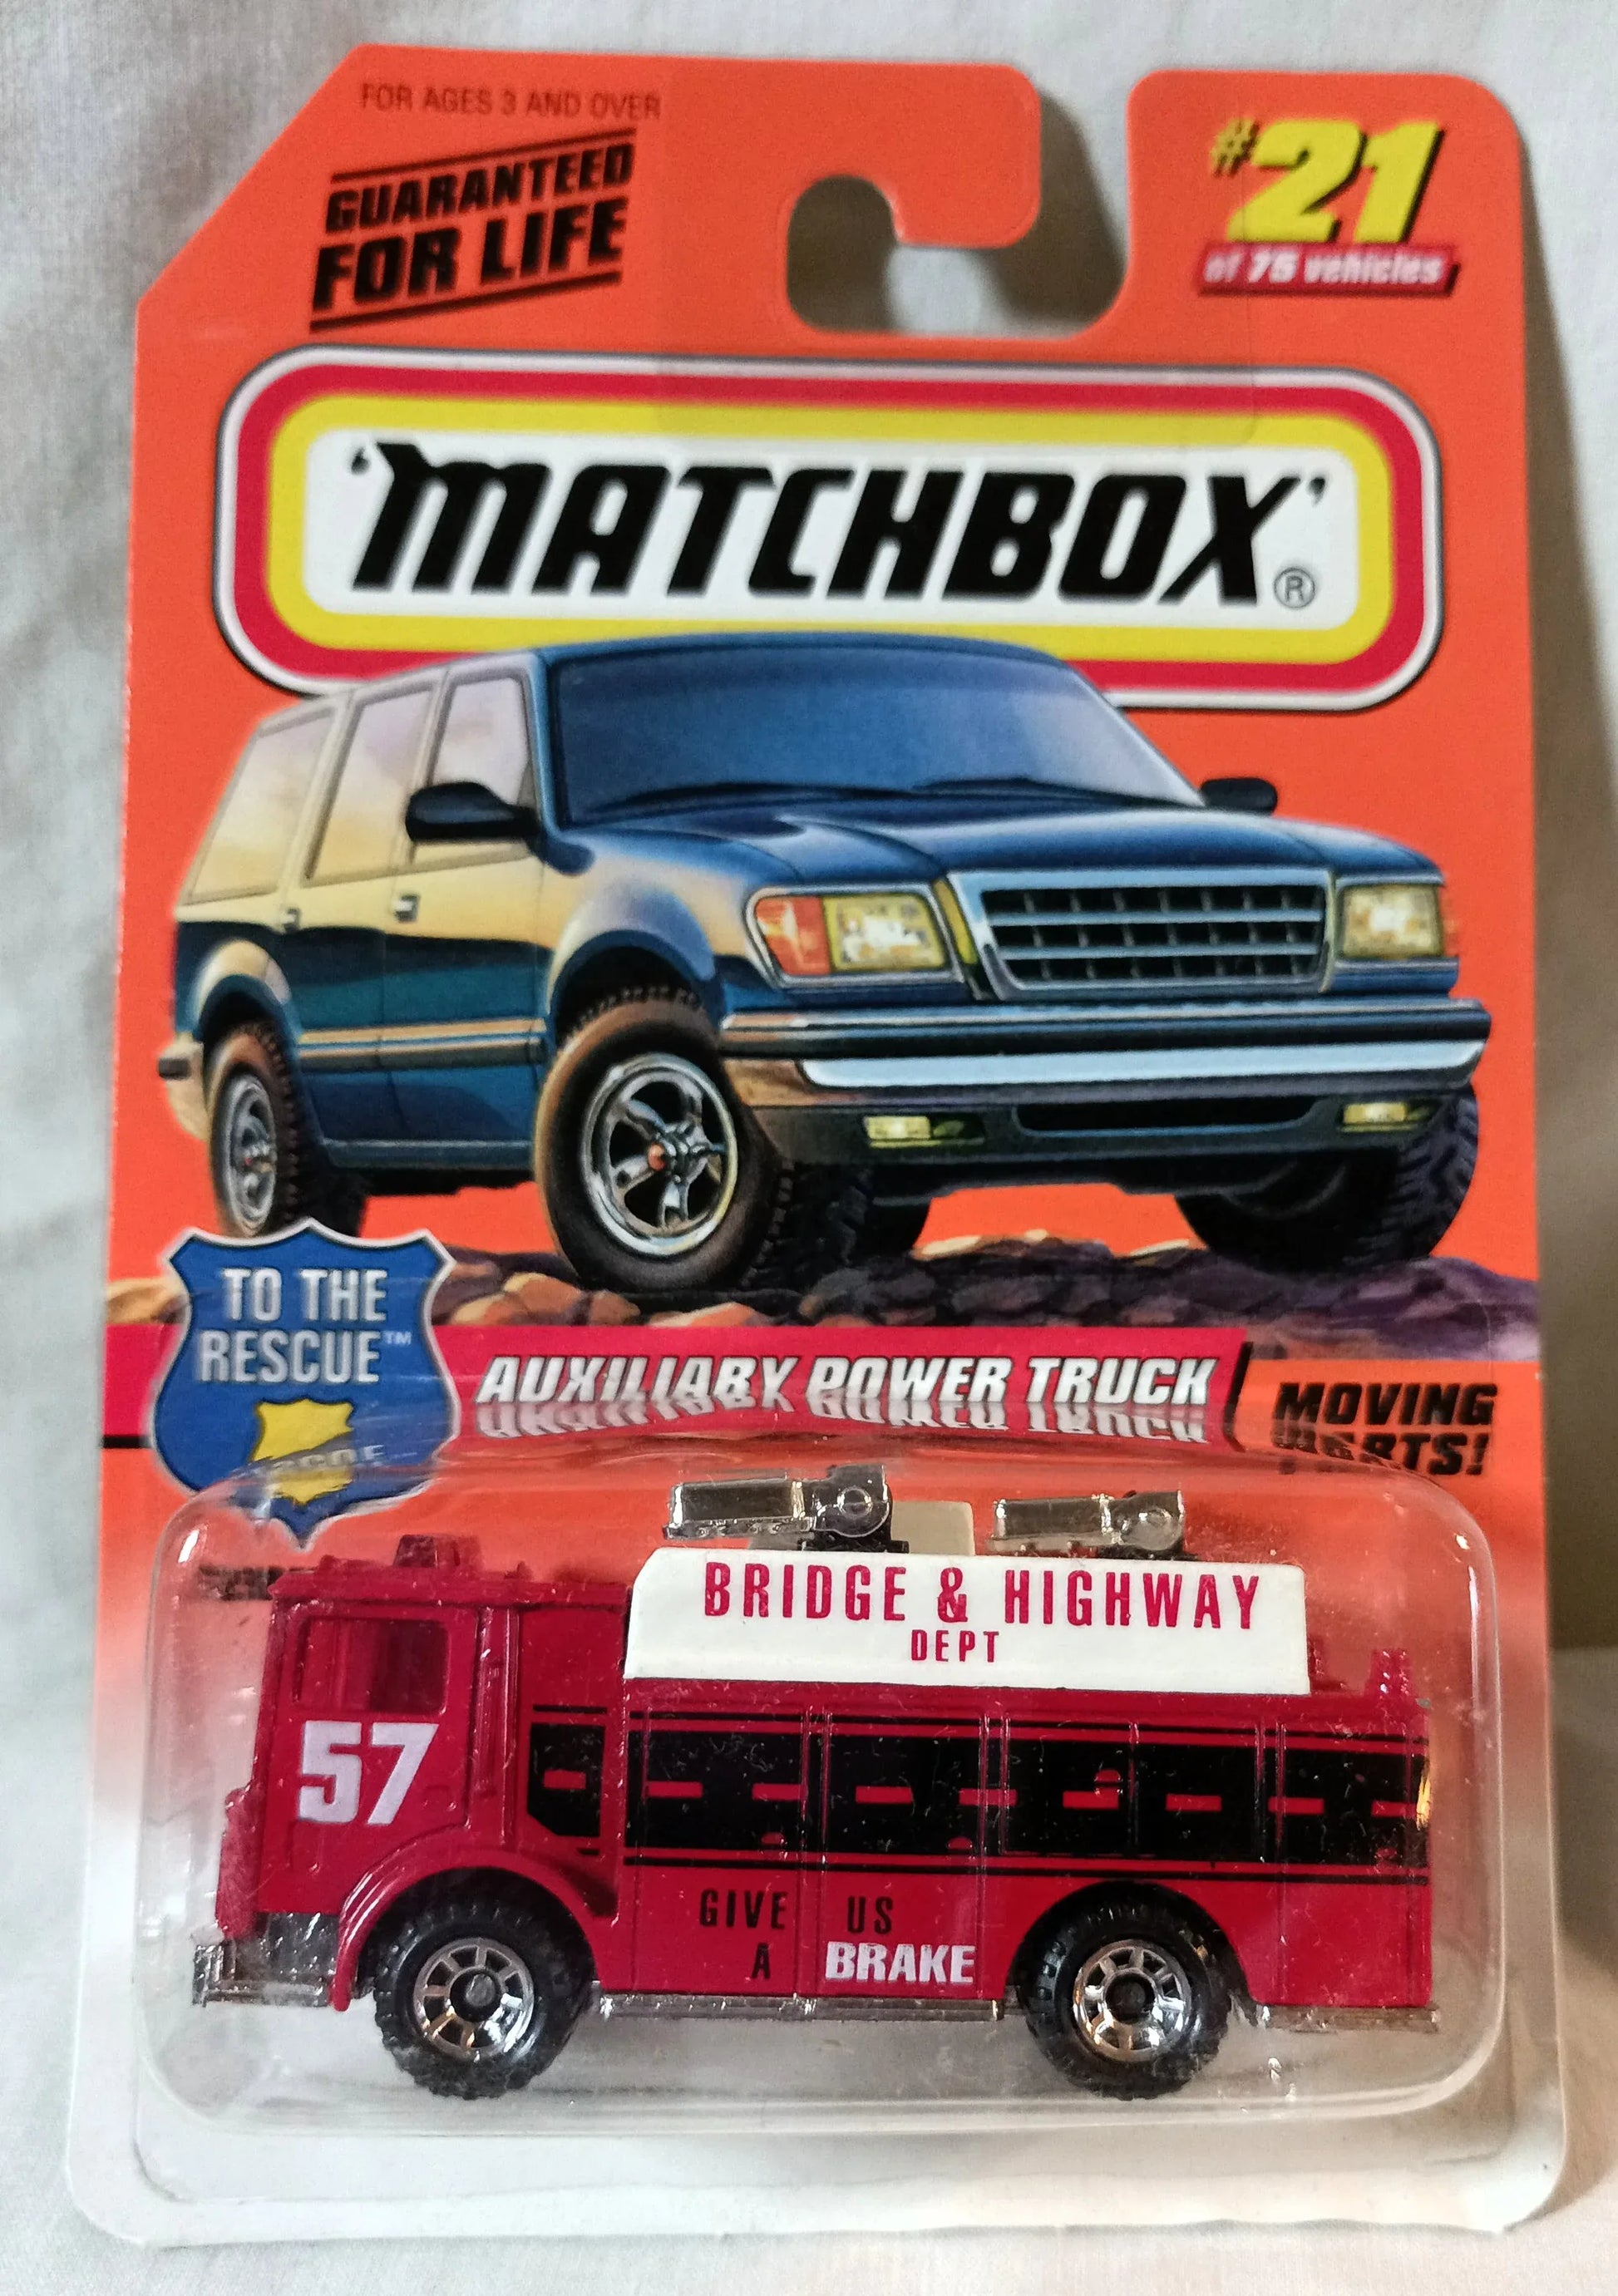 FOR AGES 3 AND OVER
GUARANTEED
FOR LIFE
#21
of 75 vehicles
'MATCHBOX'®
TO THE
RESCUE™
AUXILIARY POWER TRUCK
MOVING
PARTS!
BRIDGE & HIGHWAY
DEPT
57
GIVE US
A BRAKE